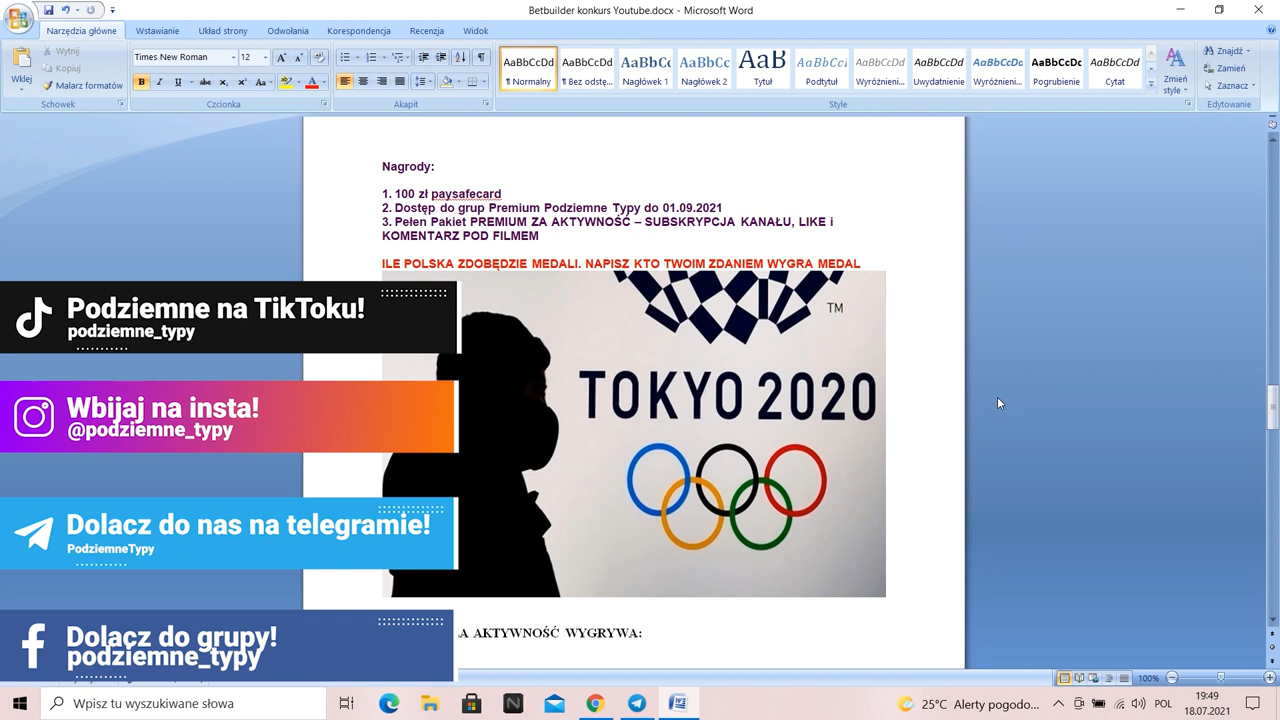 Betbuilder konkurs Youtube.docx - Microsoft Word
Narzędzia główne
Wstawianie
Układ strony
Odwołania
Korespondencja
Recenzja
Widok
Wklej
Wytnij
Kopiuj
Malarz formatów
Schowek
Times New Roman
12
Czcionka
Akapit
AaBbCcDd
¶ Normalny
AaBbCcDd
¶ Bez odstę...
AaBbCc
Nagłówek 1
AaBbCc
Nagłówek 2
AaB
Tytuł
AaBbCci
Podtytuł
AaBbCcDd
Wyróżnieni...
AaBbCcDd
Uwydatnienie
AaBbCcDd
Wyróżnieni...
AaBbCcDc
Pogrubienie
AaBbCcDd
Cytat
Zmień
style
Style
Znajdź
Zamień
Zaznacz
Edytowanie
Nagrody:
1. 100 zł paysafecard
2. Dostęp do grup Premium Podziemne Typy do 01.09.2021
3. Pełen Pakiet PREMIUM ZA AKTYWNOŚĆ – SUBSKRYPCJA KANAŁU, LIKE i
KOMENTARZ POD FILMEM
ILE POLSKA ZDOBĘDZIE MEDALI. NAPISZ KTO TWOIM ZDANIEM WYGRA MEDAL
TM
TOKYO 2020
Podziemne na TikToku!
podziemne_typy
Wbijaj na insta!
@podziemne_typy
Dolacz do nas na telegramie!
PodziemneTypy
Dolacz do grupy!
podziemne_typy
AKTYWNOŚĆ WYGRYWA:
100%
Wpisz tu wyszukiwane słowa
25°C Alerty pogodo...
POL
19:49
18.07.2021